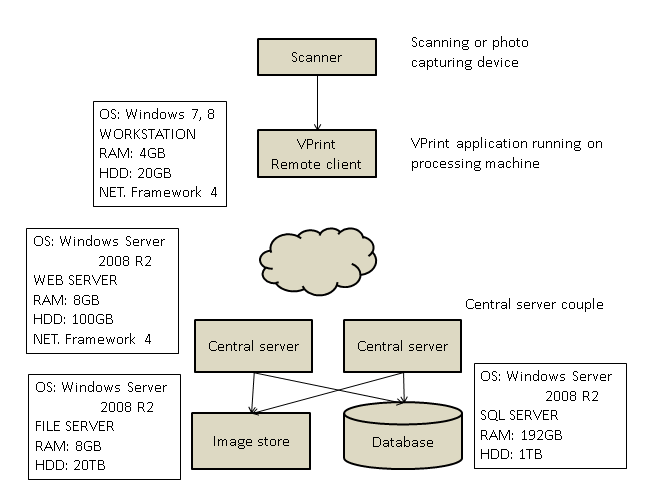 Scanner
Scanning or photo
capturing device
OS: Windows 7, 8
WORKSTATION
RAM: 4GB
HDD: 20GB
NET. Framework 4
VPrint
Remote client
VPrint application running on
processing machine
OS: Windows Server
2008 R2
WEB SERVER
RAM: 8GB
HDD: 100GB
NET. Framework 4
Central server couple
Central server
Central server
OS: Windows Server
2008 R2
FILE SERVER
RAM: 8GB
HDD: 20TB
Image store
Database
OS: Windows Server
2008 R2
SQL SERVER
RAM: 192GB
HDD: 1TB